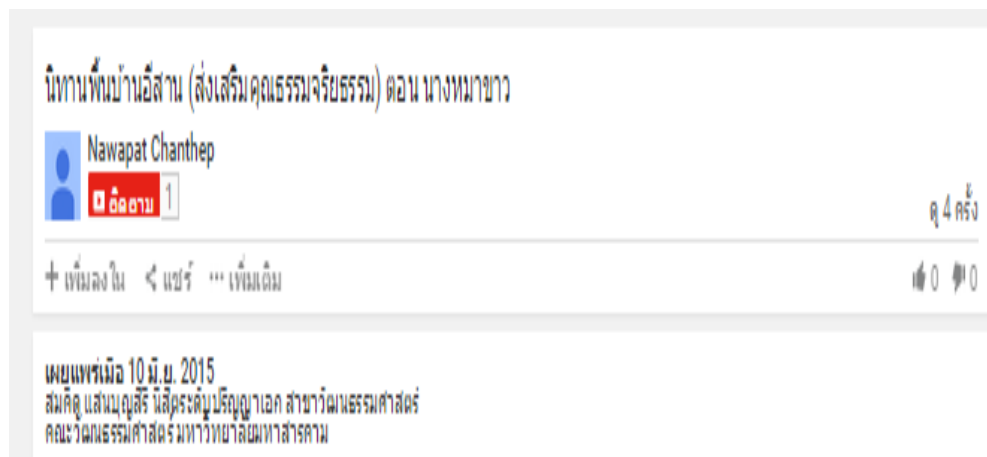 นิทานพื้นบ้านอีสาน (ส่งเสริมคุณธรรมจริยธรรม) ตอน นางหมาขาว
Nawapat Chanthep
ติดตาม 1
ดู 4 ครั้ง
เพิ่มลงใน แชร์ ••• เพิ่มเติม
0 0
เผยแพร่เมื่อ 10 มิ.ย. 2015
สมคิด แสนบุญสิริ นิสิตระดับปริญญาเอก สาขาวัฒนธรรมศาสตร์
คณะวัฒนธรรมศาสตร์ มหาวิทยาลัยมหาสารคาม